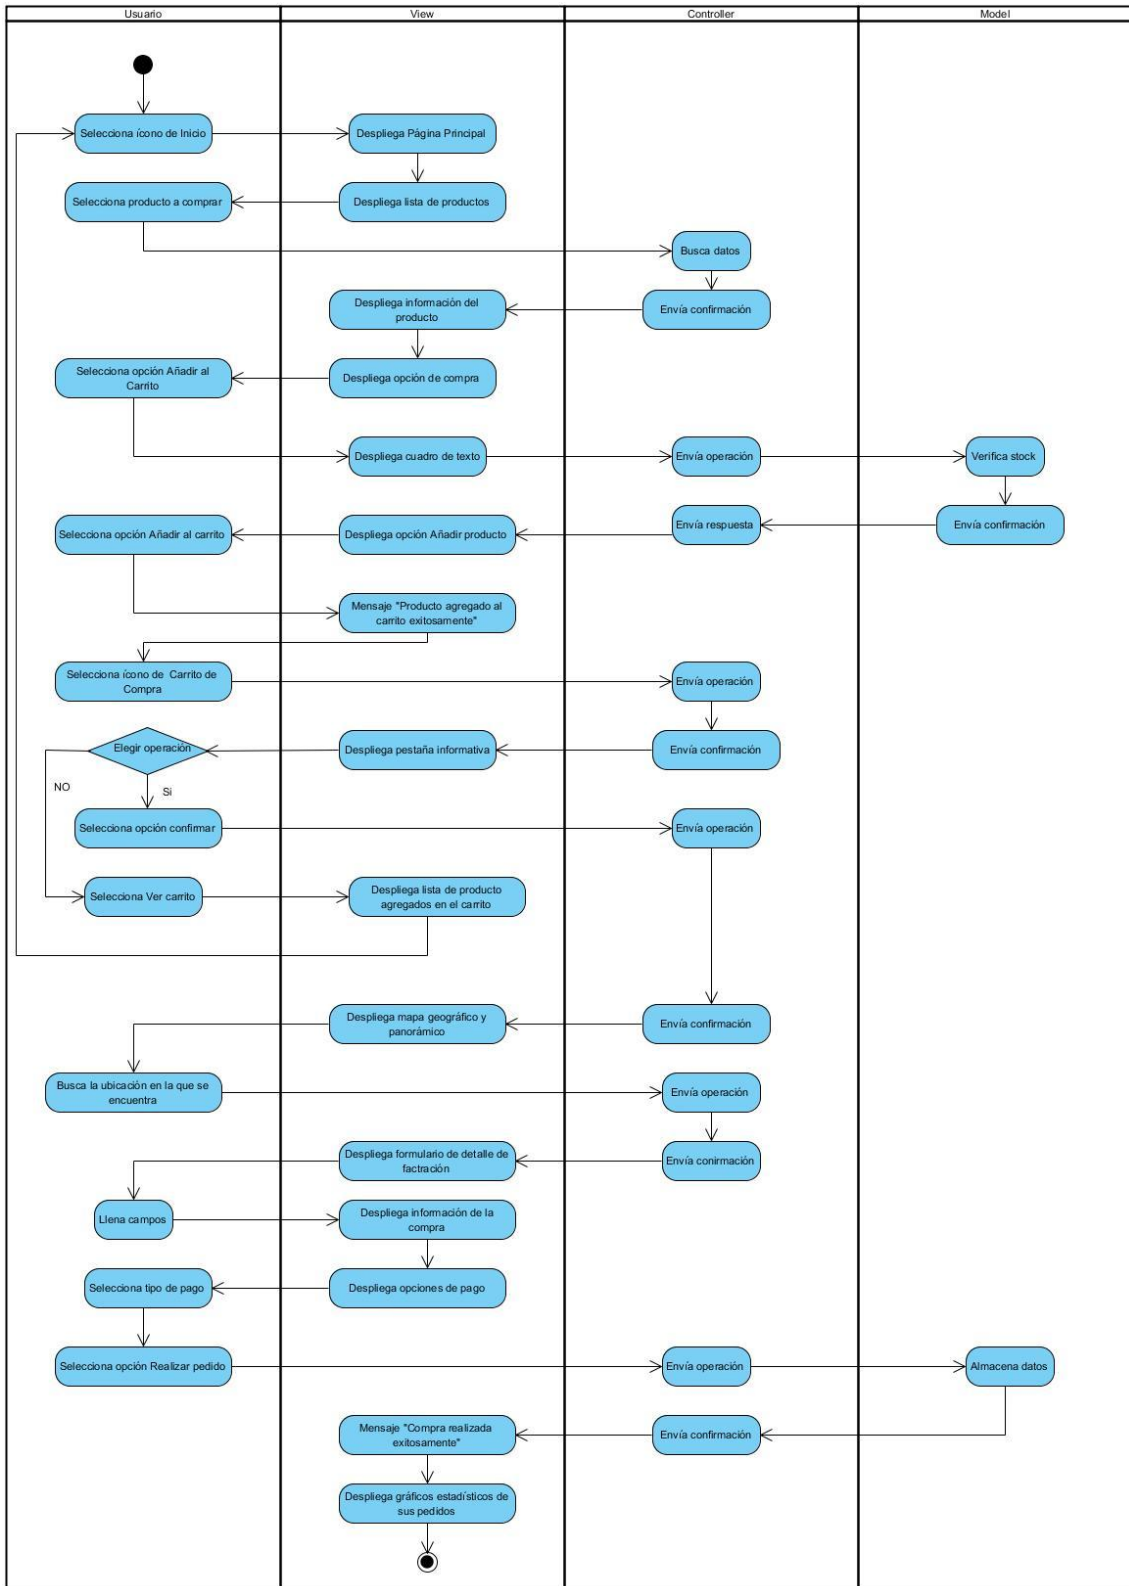 Usuario
View
Controller
Model
Selecciona ícono de Inicio
Despliega Página Principal
Selecciona producto a comprar
Despliega lista de productos
Busca datos
Despliega información del
producto
Envía confirmación
Selecciona opción Añadir al
Carrito
Despliega opción de compra
Despliega cuadro de texto
Envía operación
Verifica stock
Selecciona opción Añadir al carrito
Despliega opción Añadir producto
Envía respuesta
Envía confirmación
Mensaje "Producto agregado al
carrito exitosamente"
Selecciona ícono de Carrito de
Compra
Envía operación
Elegir operación
Despliega pestaña informativa
Envía confirmación
NO
Si
Selecciona opción confirmar
Envía operación
Selecciona Ver carrito
Despliega lista de producto
agregados en el carrito
Despliega mapa geográfico y
panorámico
Envía confirmación
Busca la ubicación en la que se
encuentra
Envía operación
Despliega formulario de detalle de
factración
Envía conirmación
Llena campos
Despliega información de la
compra
Selecciona tipo de pago
Despliega opciones de pago
Selecciona opción Realizar pedido
Envía operación
Almacena datos
Mensaje "Compra realizada
exitosamente"
Envía confirmación
Despliega gráficos estadísticos de
sus pedidos